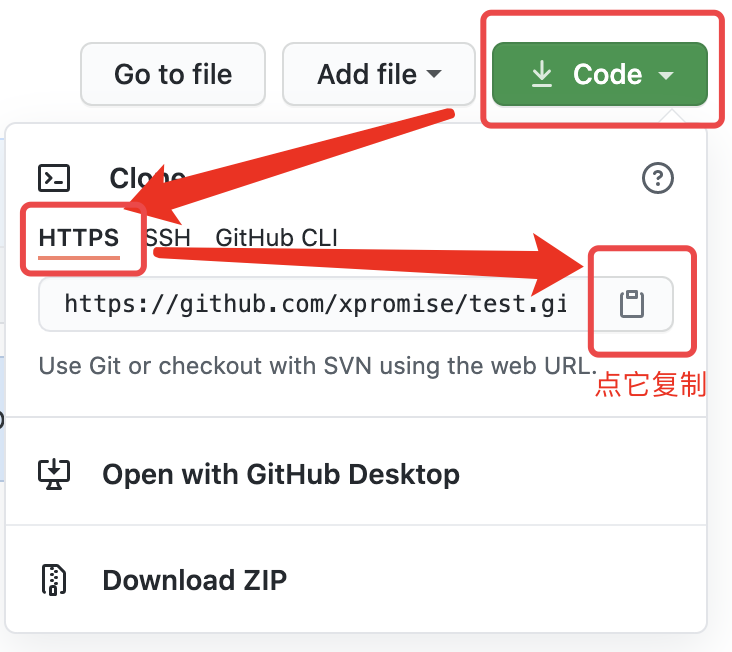 Go to file Add file Code
Clone
HTTPS SSH GitHub CLI
https://github.com/xpromise/test.gi
Use Git or checkout with SVN using the web URL.
点它复制
Open with GitHub Desktop
Download ZIP